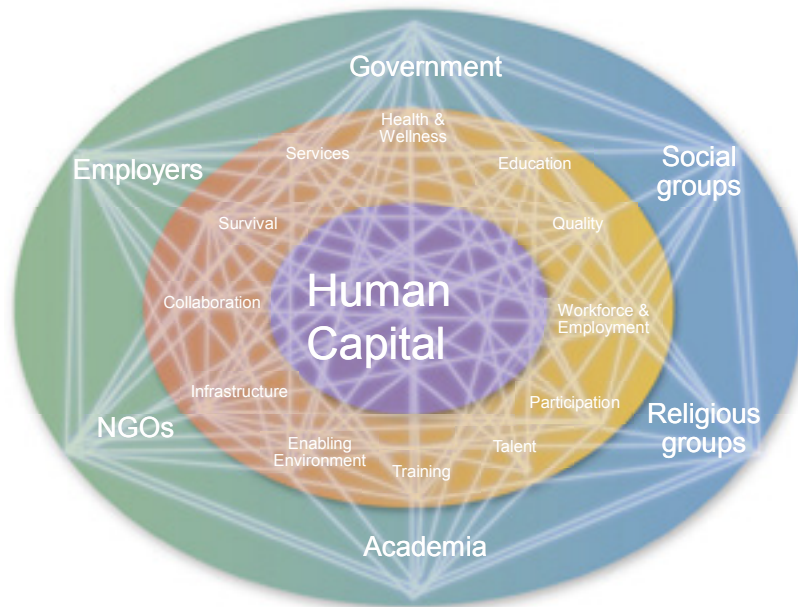 Government
Health &
Wellness
Services
Education
Employers
Social
groups
Survival
Quality
Human
Capital
Collaboration
Workforce &
Employment
Infrastructure
Participation
NGOs
Religious
groups
Enabling
Environment
Talent
Training
Academia